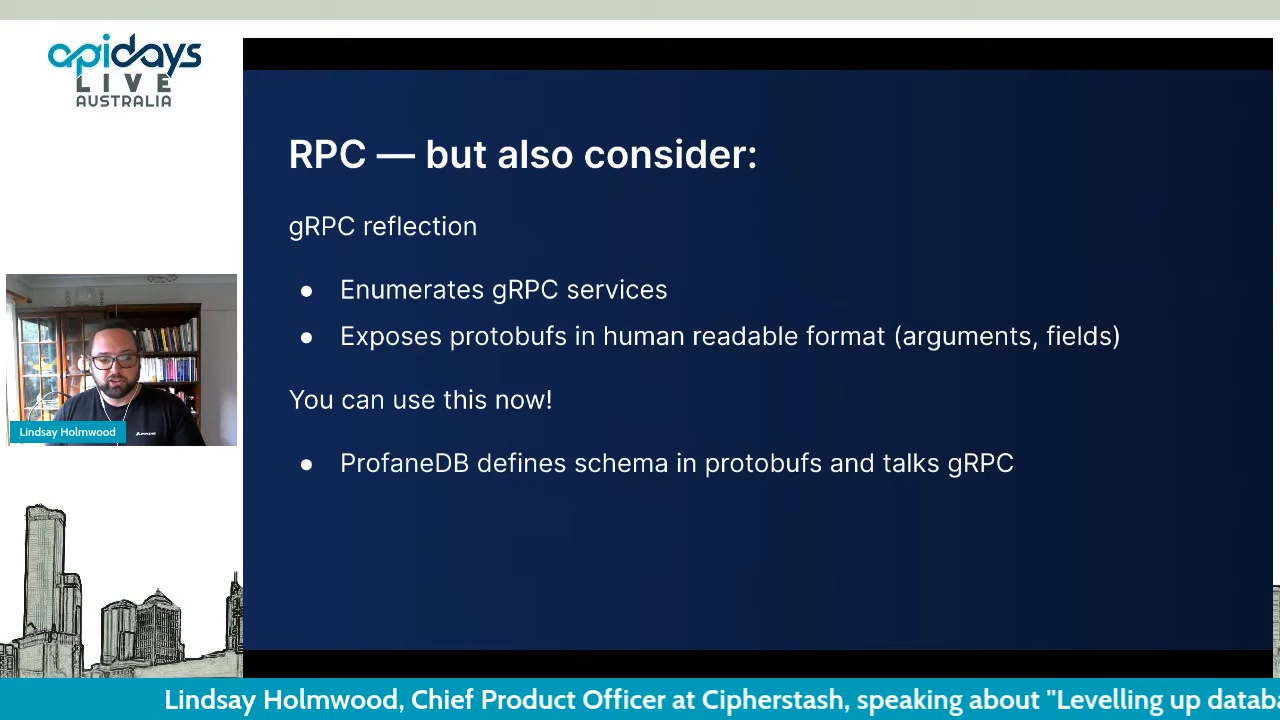 apidays
LIVE
AUSTRALIA
RPC — but also consider:
gRPC reflection
● Enumerates gRPC services
● Exposes protobufs in human readable format (arguments, fields)
You can use this now!
● ProfaneDB defines schema in protobufs and talks gRPC
Lindsay Holmwood
Lindsay Holmwood, Chief Product Officer at Cipherstash, speaking about "Levelling up databa